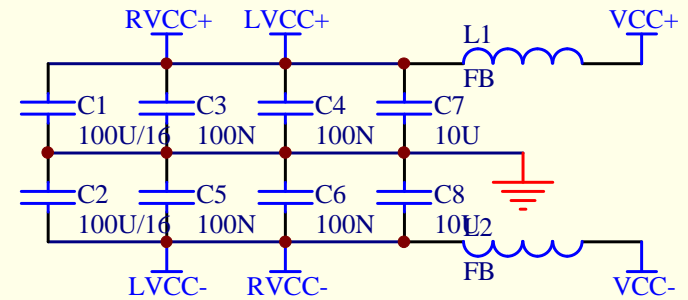 RVCC+ LVCC+ VCC+
L1
FB
C1 C3 C4 C7
100U/16 100N 100N 10U
C2 C5 C6 C8
100U/16 100N 100N 10U
L2
FB
LVCC- RVCC- VCC-